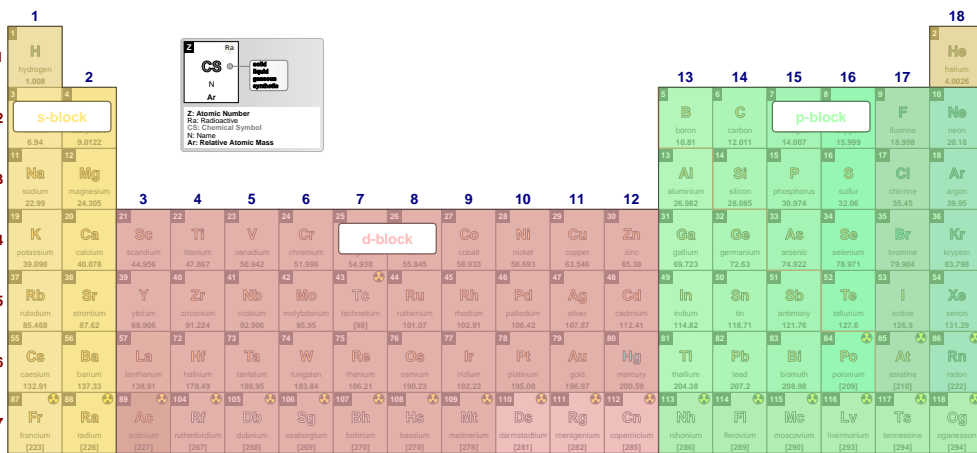 1 18
1 H hydrogen 1.008
2 He helium 4.0026
Z Ra CS N Ar
solid
liquid
gaseous
synthetic
Z: Atomic Number
Ra: Radioactive
CS: Chemical Symbol
N: Name
Ar: Relative Atomic Mass
2 13 14 15 16 17
2 3 4 s-block 6.94 9.0122
5 B boron 10.81
6 C carbon 12.011
7 8 p-block 14.007 15.999
9 F fluorine 18.998
10 Ne neon 20.18
3 4 5 6 7 8 9 10 11 12
11 Na sodium 22.99
12 Mg magnesium 24.305
13 Al aluminium 26.982
14 Si silicon 28.085
15 P phosphorus 30.974
16 S sulfur 32.06
17 Cl chlorine 35.45
18 Ar argon 39.95
19 K potassium 39.098
20 Ca calcium 40.078
21 Sc scandium 44.956
22 Ti titanium 47.867
23 V vanadium 50.942
24 Cr chromium 51.996
25 26 d-block 54.938 55.845
27 Co cobalt 58.933
28 Ni nickel 58.693
29 Cu copper 63.546
30 Zn zinc 65.38
31 Ga gallium 69.723
32 Ge germanium 72.63
33 As arsenic 74.922
34 Se selenium 78.971
35 Br bromine 79.904
36 Kr krypton 83.798
37 Rb rubidium 85.468
38 Sr strontium 87.62
39 Y yttrium 88.906
40 Zr zirconium 91.224
41 Nb niobium 92.906
42 Mo molybdenum 95.95
43 Tc technetium [98]
44 Ru ruthenium 101.07
45 Rh rhodium 102.91
46 Pd palladium 106.42
47 Ag silver 107.87
48 Cd cadmium 112.41
49 In indium 114.82
50 Sn tin 118.71
51 Sb antimony 121.76
52 Te tellurium 127.6
53 I iodine 126.9
54 Xe xenon 131.29
55 Cs caesium 132.91
56 Ba barium 137.33
57 La lanthanum 138.91
72 Hf hafnium 178.49
73 Ta tantalum 180.95
74 W tungsten 183.84
75 Re rhenium 186.21
76 Os osmium 190.23
77 Ir iridium 192.22
78 Pt platinum 195.08
79 Au gold 196.97
80 Hg mercury 200.59
81 Tl thallium 204.38
82 Pb lead 207.2
83 Bi bismuth 208.98
84 Po polonium [209]
85 At astatine [210]
86 Rn radon [222]
7
87 Fr francium [223]
88 Ra radium [226]
89 Ac actinium [227]
104 Rf rutherfordium [267]
105 Db dubnium [268]
106 Sg seaborgium [269]
107 Bh bohrium [270]
108 Hs hassium [270]
109 Mt meitnerium [278]
110 Ds darmstadtium [281]
111 Rg roentgenium [282]
112 Cn copernicium [285]
113 Nh nihonium [286]
114 Fl flerovium [289]
115 Mc moscovium [290]
116 Lv livermorium [293]
117 Ts tennessine [294]
118 Og oganesson [294]